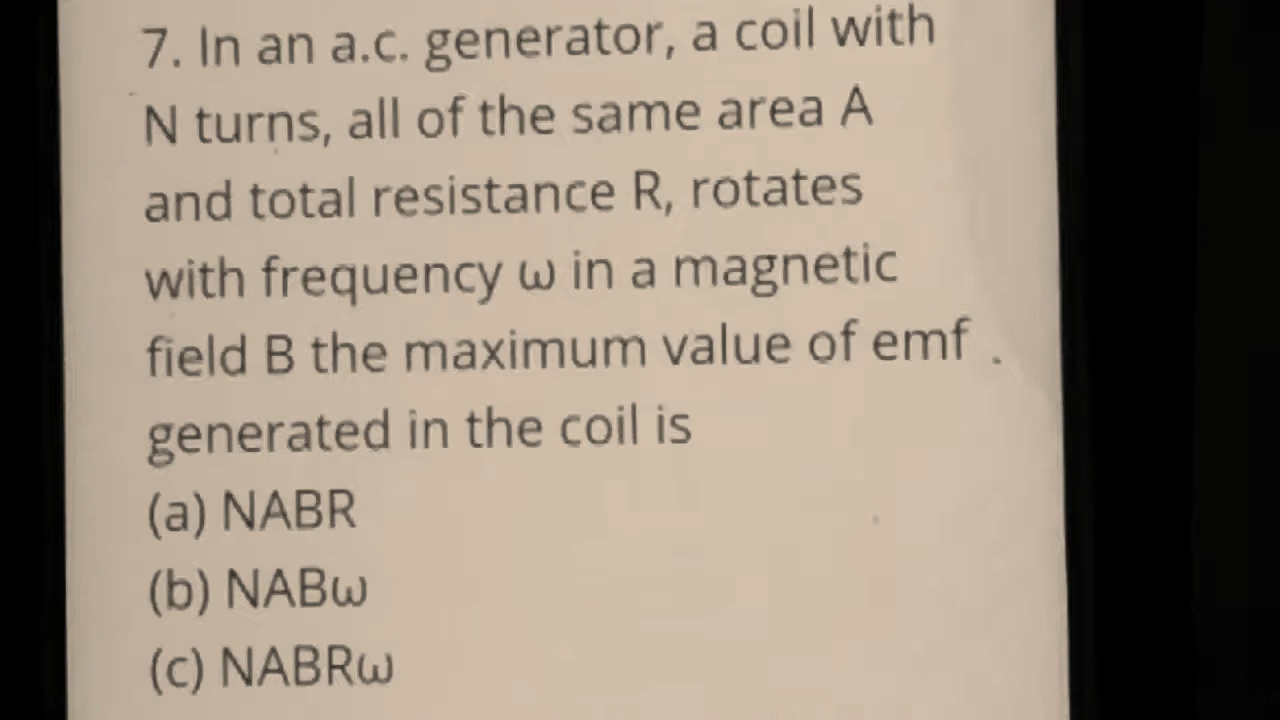 7. In an a.c. generator, a coil with
N turns, all of the same area A
and total resistance R, rotates
with frequency ω in a magnetic
field B the maximum value of emf
generated in the coil is
(a) NABR
(b) NABω
(c) NABRω